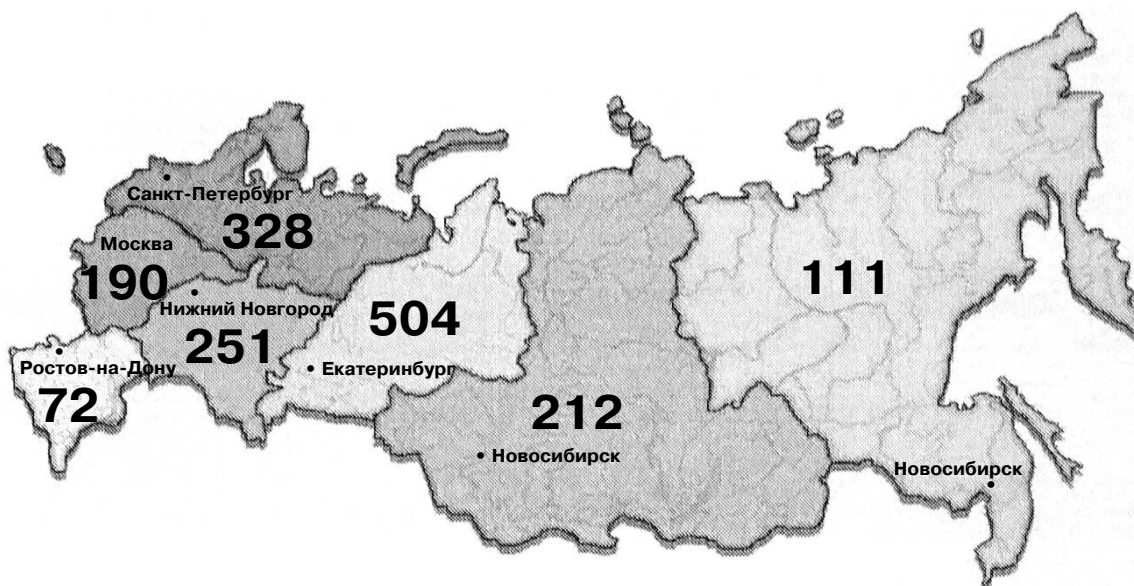 Санкт-Петербург
328
Москва
190
Нижний Новгород
251
504
Екатеринбург
Ростов-на-Дону
72
212
Новосибирск
111
Новосибирск